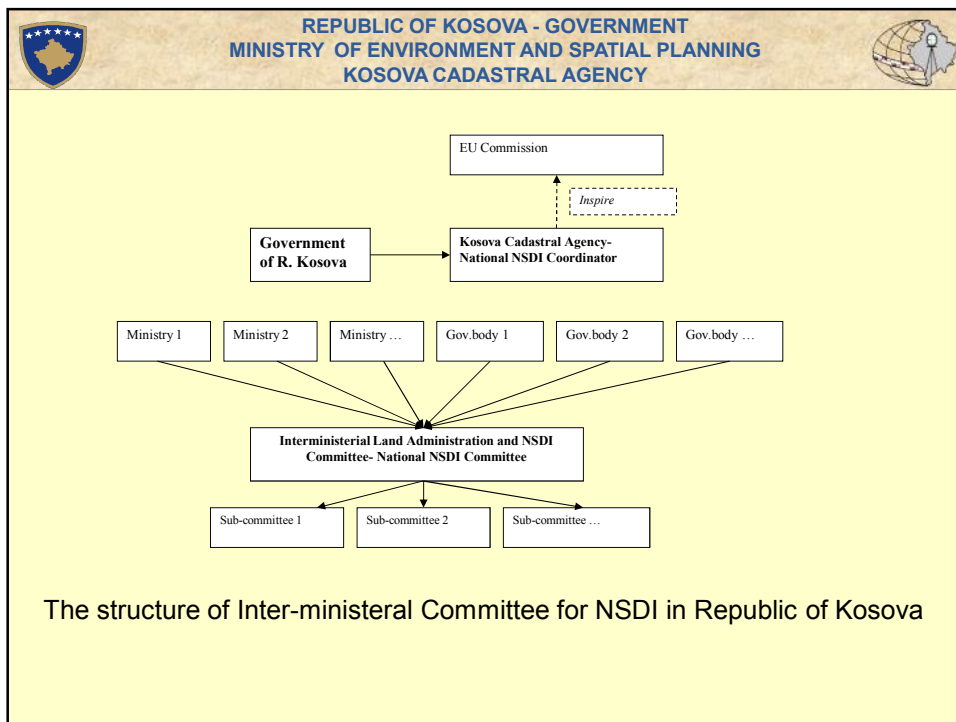 REPUBLIC OF KOSOVA - GOVERNMENT
MINISTRY OF ENVIRONMENT AND SPATIAL PLANNING
KOSOVA CADASTRAL AGENCY
EU Commission
Inspire
Government
of R. Kosova
Kosova Cadastral Agency-
National NSDI Coordinator
Ministry 1
Ministry 2
Ministry …
Gov.body 1
Gov.body 2
Gov.body …
Interministerial Land Administration and NSDI
Committee- National NSDI Committee
Sub-committee 1
Sub-committee 2
Sub-committee …
The structure of Inter-ministeral Committee for NSDI in Republic of Kosova